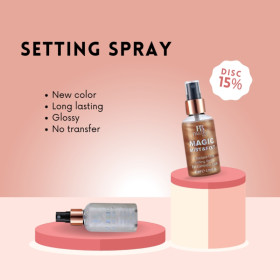 SETTING SPRAY
New color
Long lasting
Glossy
No transfer
DISC
15%
MAGIC